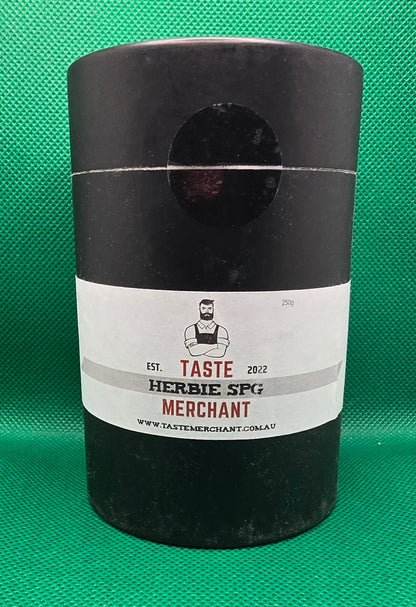 250g
EST. TASTE 2022
HERBIE SPG
MERCHANT
WWW.TASTEMERCHANT.COM.AU